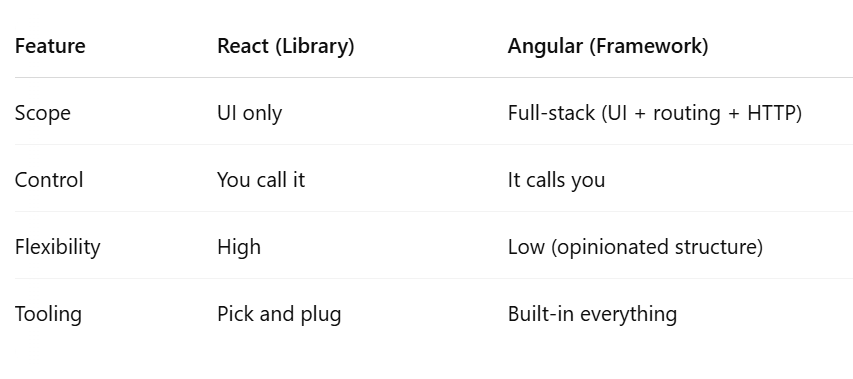 Feature React (Library) Angular (Framework)
Scope UI only Full-stack (UI + routing + HTTP)
Control You call it It calls you
Flexibility High Low (opinionated structure)
Tooling Pick and plug Built-in everything